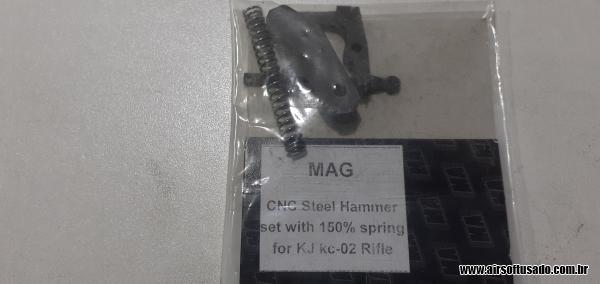 MAG
CNC Steel Hammer
set with 150% spring
for KJ kc-02 Rifle
www.airsoftusado.com.br